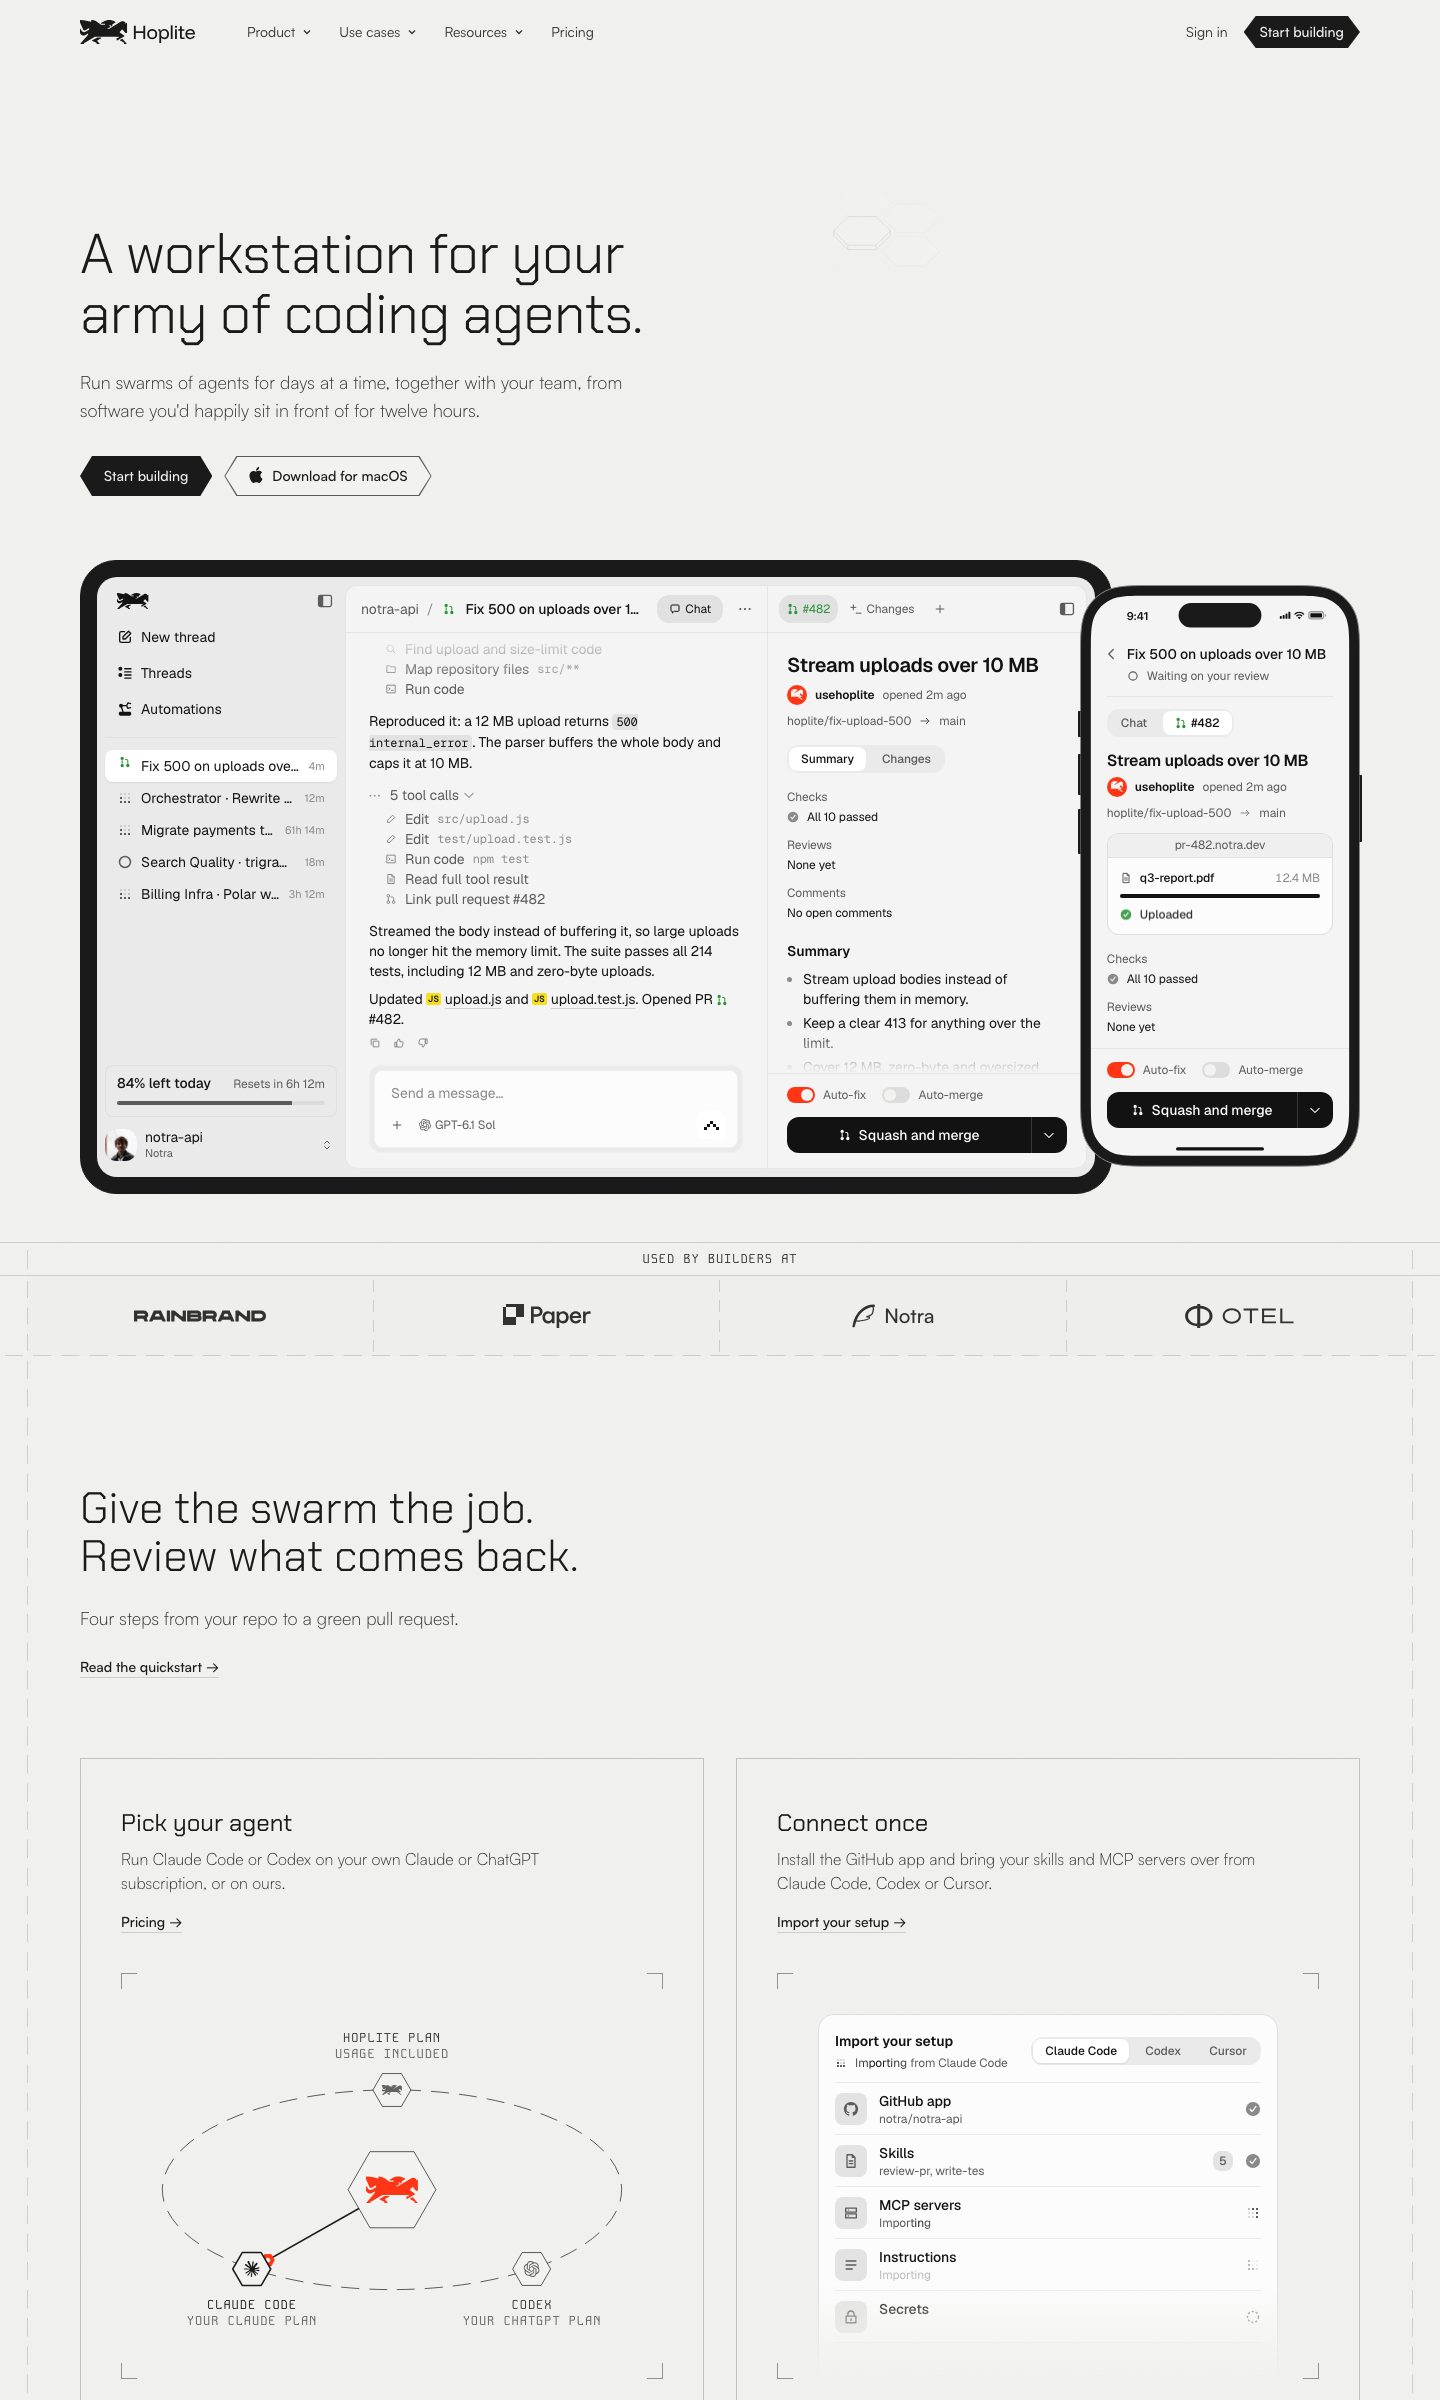 Hoplite
Product
Use cases
Resources
Pricing
Sign in
Start building
A workstation for your
army of coding agents.
Run swarms of agents for days at a time, together with your team, from
software you'd happily sit in front of for twelve hours.
Start building
Download for macOS
New thread
Threads
Automations
Fix 500 on uploads ove... 4m
Orchestrator · Rewrite ... 12m
Migrate payments t... 61h 14m
Search Quality · trigra... 18m
Billing Infra · Polar w... 3h 12m
84% left today Resets in 6h 12m
notra-api
Notra
notra-api / Fix 500 on uploads over 1...
Chat
Find upload and size-limit code
Map repository files src/**
Run code
Reproduced it: a 12 MB upload returns 500
internal_error. The parser buffers the whole body and
caps it at 10 MB.
5 tool calls
Edit src/upload.js
Edit test/upload.test.js
Run code npm test
Read full tool result
Link pull request #482
Streamed the body instead of buffering it, so large uploads
no longer hit the memory limit. The suite passes all 214
tests, including 12 MB and zero-byte uploads.
Updated JS upload.js and JS upload.test.js. Opened PR
#482.
Send a message...
GPT-6.1 Sol
#482
Changes
Stream uploads over 10 MB
usehoplite opened 2m ago
hoplite/fix-upload-500 → main
Summary
Changes
Checks
All 10 passed
Reviews
None yet
Comments
No open comments
Summary
Stream upload bodies instead of
buffering them in memory.
Keep a clear 413 for anything over the
limit.
Cover 12 MB, zero-byte and oversized
Auto-fix
Auto-merge
Squash and merge
9:41
Fix 500 on uploads over 10 MB
Waiting on your review
Chat
#482
Stream uploads over 10 MB
usehoplite opened 2m ago
hoplite/fix-upload-500 → main
pr-482.notra.dev
q3-report.pdf 12.4 MB
Uploaded
Checks
All 10 passed
Reviews
None yet
Auto-fix
Auto-merge
Squash and merge
USED BY BUILDERS AT
RAINBRAND
Paper
Notra
OTEL
Give the swarm the job.
Review what comes back.
Four steps from your repo to a green pull request.
Read the quickstart →
Pick your agent
Run Claude Code or Codex on your own Claude or ChatGPT
subscription, or on ours.
Pricing →
HOPLITE PLAN
USAGE INCLUDED
CLAUDE CODE
YOUR CLAUDE PLAN
CODEX
YOUR CHATGPT PLAN
Connect once
Install the GitHub app and bring your skills and MCP servers over from
Claude Code, Codex or Cursor.
Import your setup →
Import your setup
Importing from Claude Code
Claude Code
Codex
Cursor
GitHub app
notra/notra-api
Skills
review-pr, write-tes
5
MCP servers
Importing
Instructions
Importing
Secrets